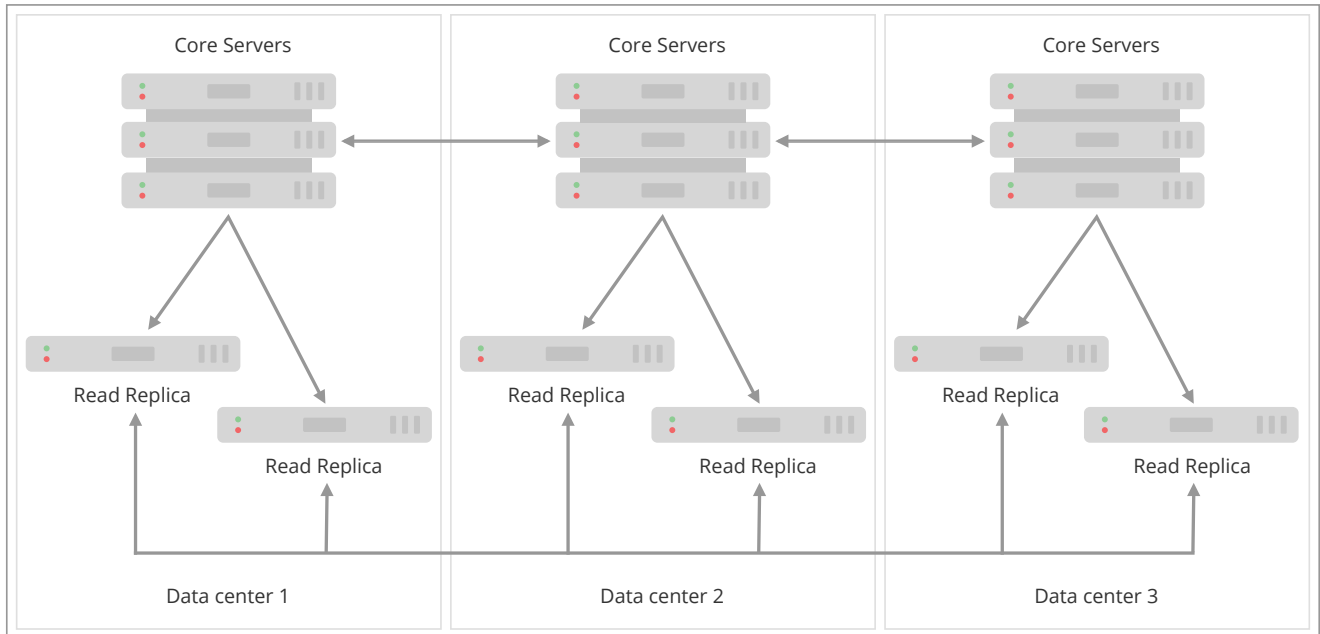 Core Servers
Core Servers
Core Servers
Read Replica
Read Replica
Read Replica
Read Replica
Read Replica
Read Replica
Data center 1
Data center 2
Data center 3